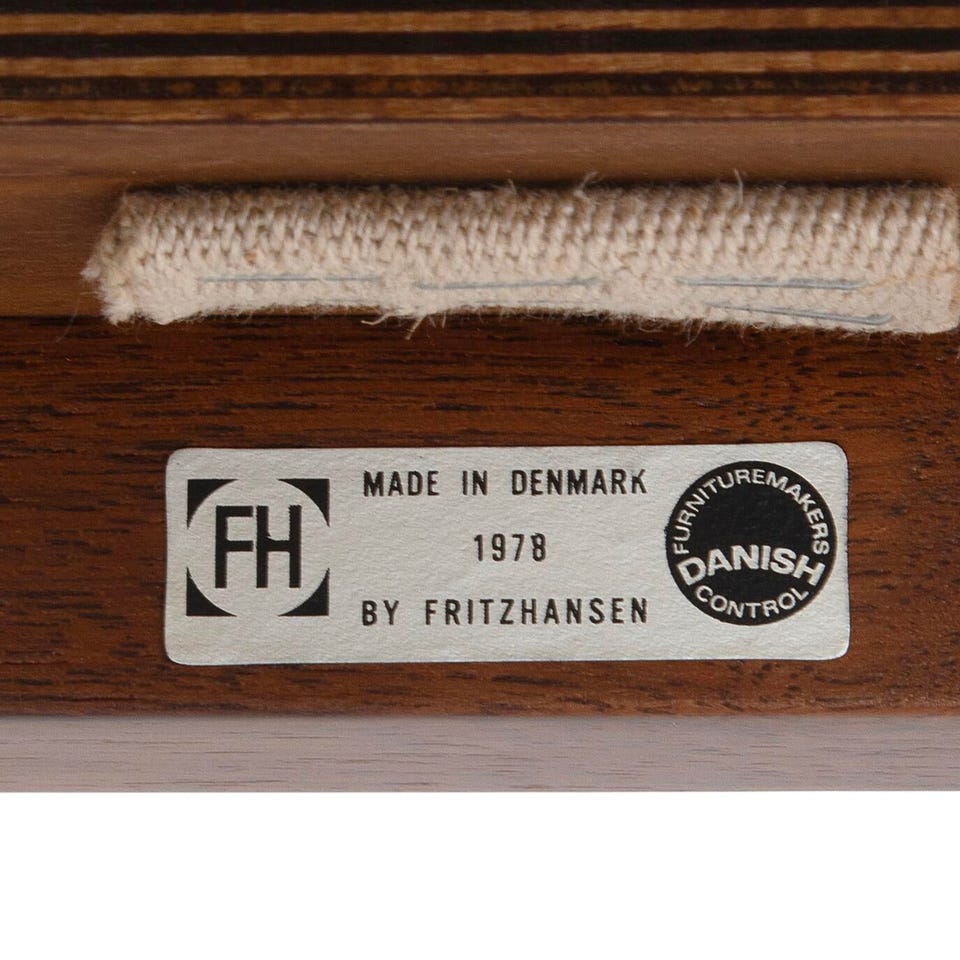 FH
MADE IN DENMARK
1978
BY FRITZHANSEN
FURNITUREMAKERS
DANISH
CONTROL